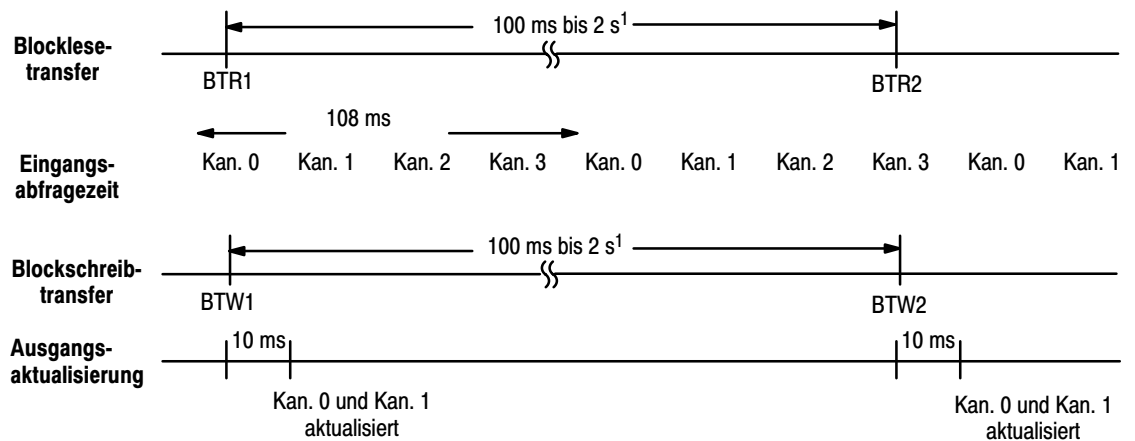 100 ms bis 2 s1
Blocklese-
transfer
BTR1
BTR2
108 ms
Eingangs-
abfragezeit
Kan. 0 Kan. 1 Kan. 2 Kan. 3 Kan. 0 Kan. 1 Kan. 2 Kan. 3 Kan. 0 Kan. 1
100 ms bis 2 s1
Blockschreib-
transfer
BTW1
BTW2
Ausgangs-
aktualisierung
10 ms
10 ms
Kan. 0 und Kan. 1
aktualisiert
Kan. 0 und Kan. 1
aktualisiert